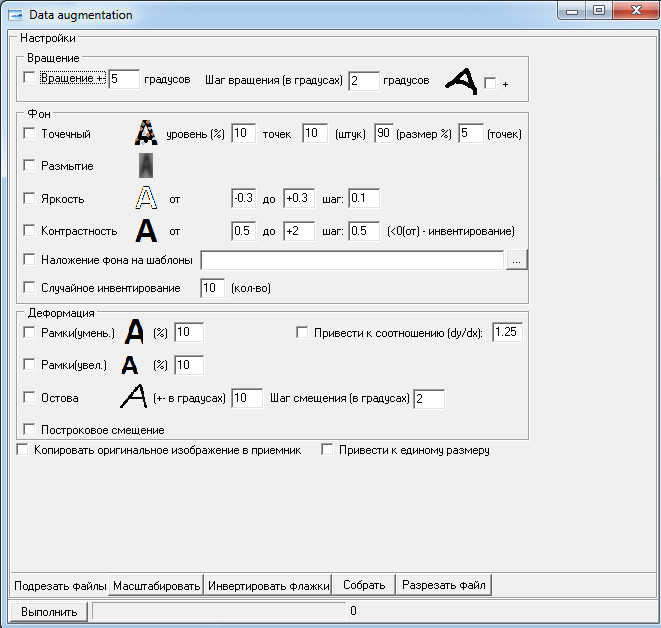 Data augmentation
Настройки
Вращение
Вращение +- 5 градусов Шаг вращения (в градусах) 2 градусов A +
Фон
Точечный A уровень (%) 10 точек 10 (штук) 90 (размер %) 5 (точек)
Размытие A
Яркость A от -0.3 до +0.3 шаг: 0.1
Контрастность A от 0.5 до +2 шаг: 0.5 (<0(от) - инвентирование)
Наложение фона на шаблоны ...
Случайное инвентирование 10 (кол-во)
Деформация
Рамки(умень.) A (%) 10 Привести к соотношению (dy/dx): 1.25
Рамки(увел.) A (%) 10
Остова A (+- в градусах) 10 Шаг смещения (в градусах) 2
Построковое смещение
Копировать оригинальное изображение в приемник Привести к единому размеру
Подрезать файлы Масштабировать Инвертировать флажки Собрать Разрезать файл
Выполнить 0